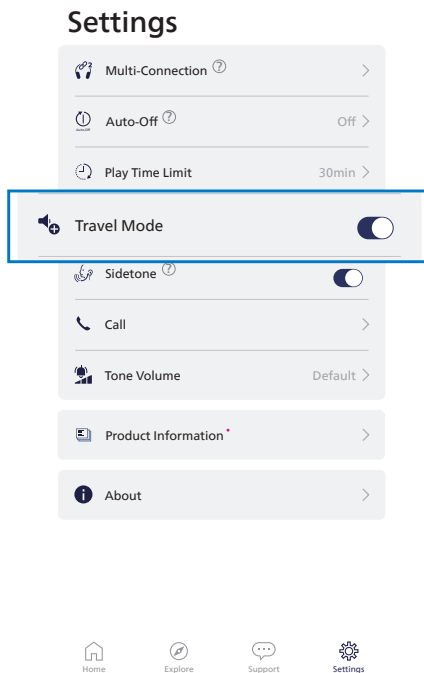 Settings
Multi-Connection ?
Auto-Off ?
Off
Play Time Limit
30min
Travel Mode
Sidetone ?
Call
Tone Volume
Default
Product Information
About
Home
Explore
Support
Settings